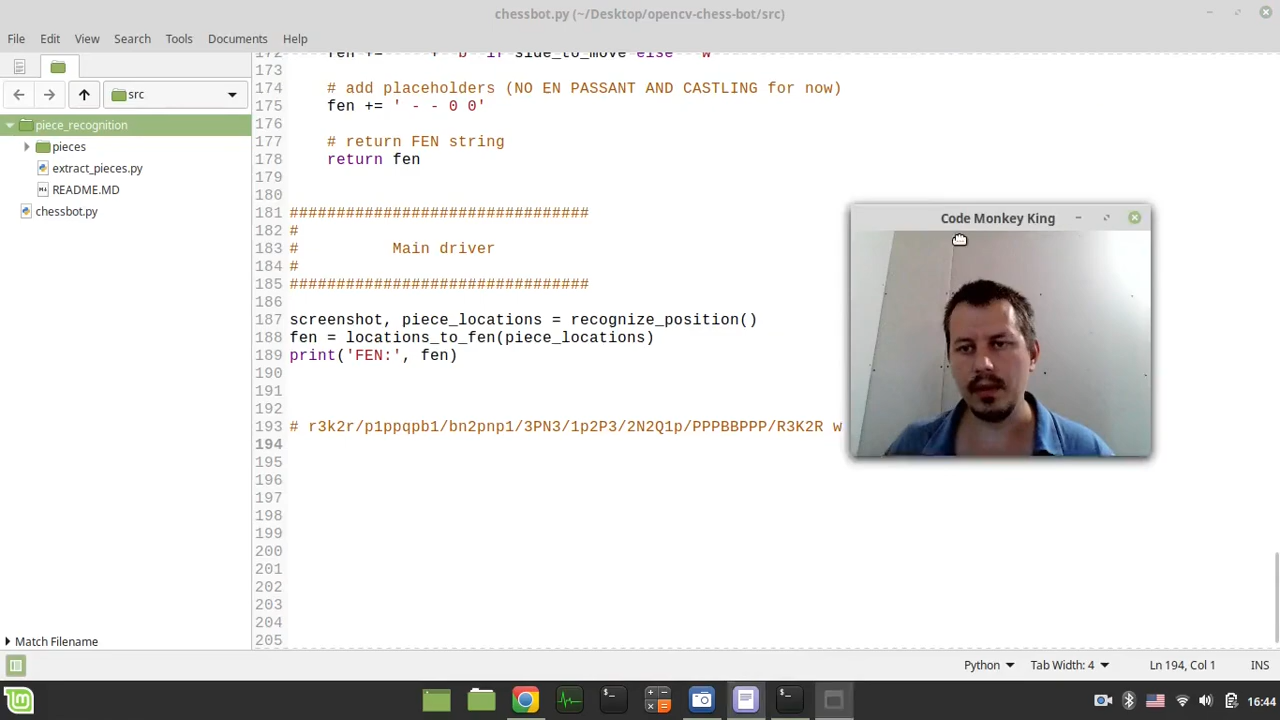 chessbot.py (~/Desktop/opencv-chess-bot/src)
File Edit View Search Tools Documents Help
src
piece_recognition
pieces
extract_pieces.py
README.MD
chessbot.py
172 fen += side_to_move else
173
174 # add placeholders (NO EN PASSANT AND CASTLING for now)
175 fen += ' - - 0 0'
176
177 # return FEN string
178 return fen
179
180
181 ################################
182 #
183 # Main driver
184 #
185 ################################
186
187 screenshot, piece_locations = recognize_position()
188 fen = locations_to_fen(piece_locations)
189 print('FEN:', fen)
190
191
192
193 # r3k2r/p1ppqpb1/bn2pnp1/3PN3/1p2P3/2N2Q1p/PPPBBPPP/R3K2R w
194
195
196
197
198
199
200
201
202
203
204
205
Code Monkey King
Match Filename
Python Tab Width: 4 Ln 194, Col 1 INS
16:44